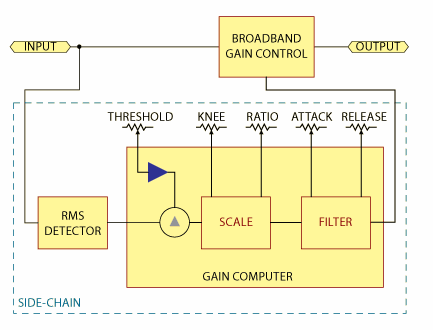 BROADBAND
GAIN CONTROL
INPUT
OUTPUT
THRESHOLD
KNEE
RATIO
ATTACK
RELEASE
RMS
DETECTOR
SCALE
FILTER
GAIN COMPUTER
SIDE-CHAIN